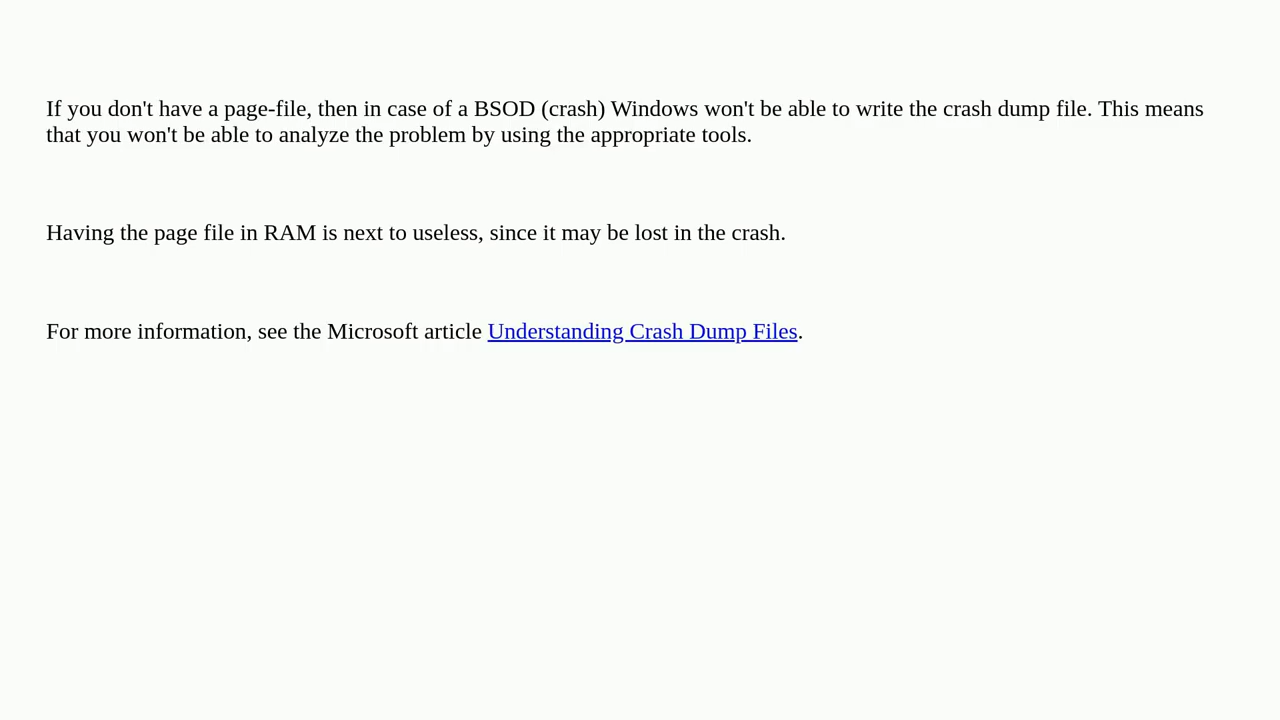 If you don't have a page-file, then in case of a BSOD (crash) Windows won't be able to write the crash dump file. This means
that you won't be able to analyze the problem by using the appropriate tools.
Having the page file in RAM is next to useless, since it may be lost in the crash.
For more information, see the Microsoft article Understanding Crash Dump Files.